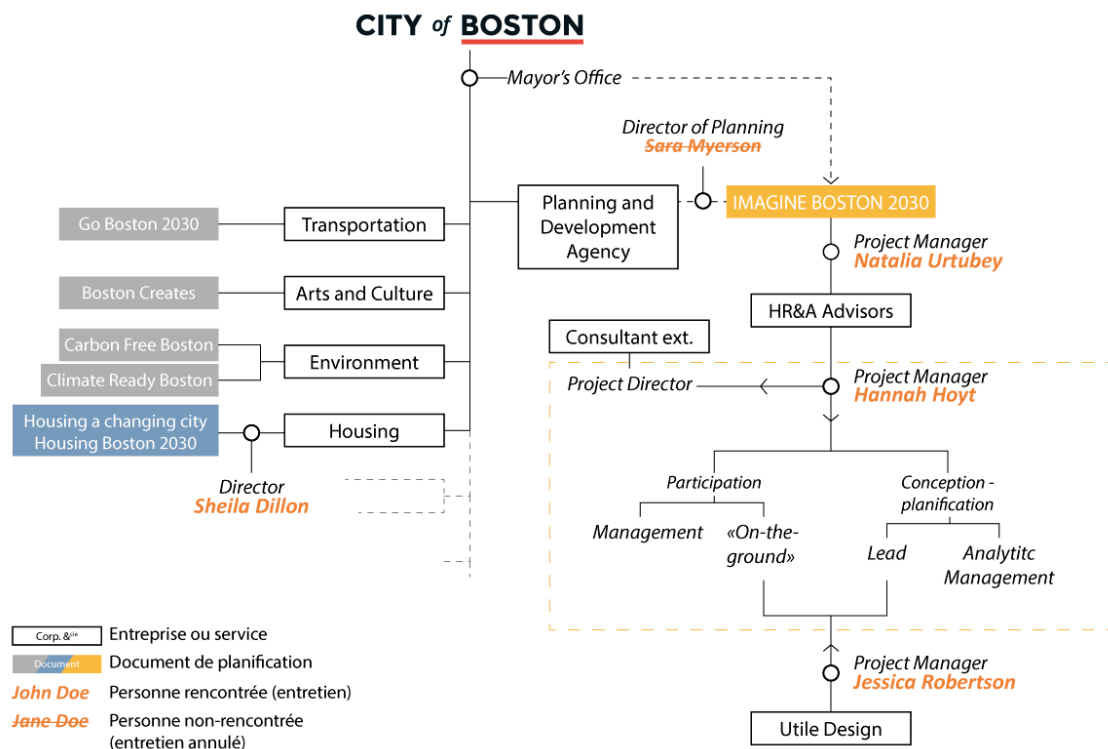 CITY of BOSTON
Mayor's Office
Director of Planning
Sara Myerson
Planning and
Development
Agency
IMAGINE BOSTON 2030
Go Boston 2030
Transportation
Project Manager
Natalia Urtubey
Boston Creates
Arts and Culture
HR&A Advisors
Carbon Free Boston
Climate Ready Boston
Environment
Consultant ext.
Project Director
Project Manager
Hannah Hoyt
Housing a changing city
Housing Boston 2030
Housing
Director
Sheila Dillon
Participation
Conception -
planification
Management
«On-the-
ground»
Lead
Analytitc
Management
Corp. &cie
Entreprise ou service
Document
Document de planification
John Doe
Personne rencontrée (entretien)
Jane Doe
Personne non-rencontrée
(entretien annulé)
Project Manager
Jessica Robertson
Utile Design